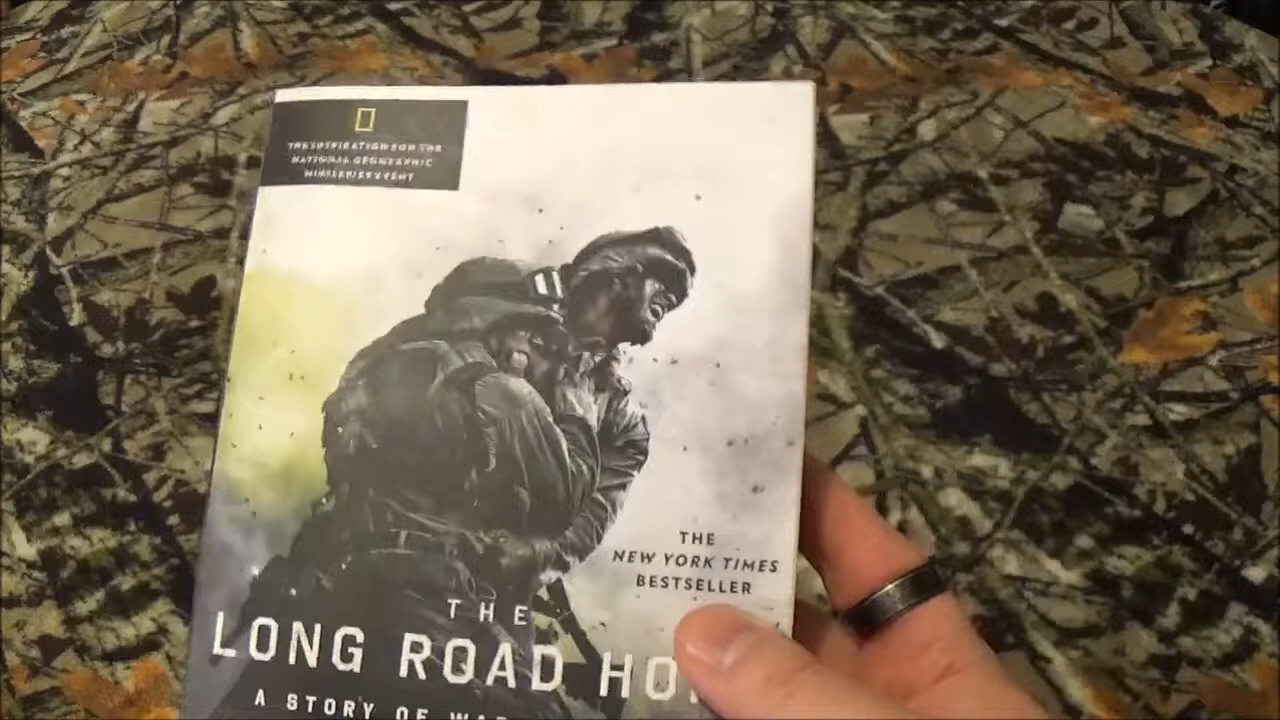 THE INSPIRATION FOR THE
NATIONAL GEOGRAPHIC
MINISERIES EVENT
THE
NEW YORK TIMES
BESTSELLER
THE
LONG ROAD HO
A STORY OF WAR